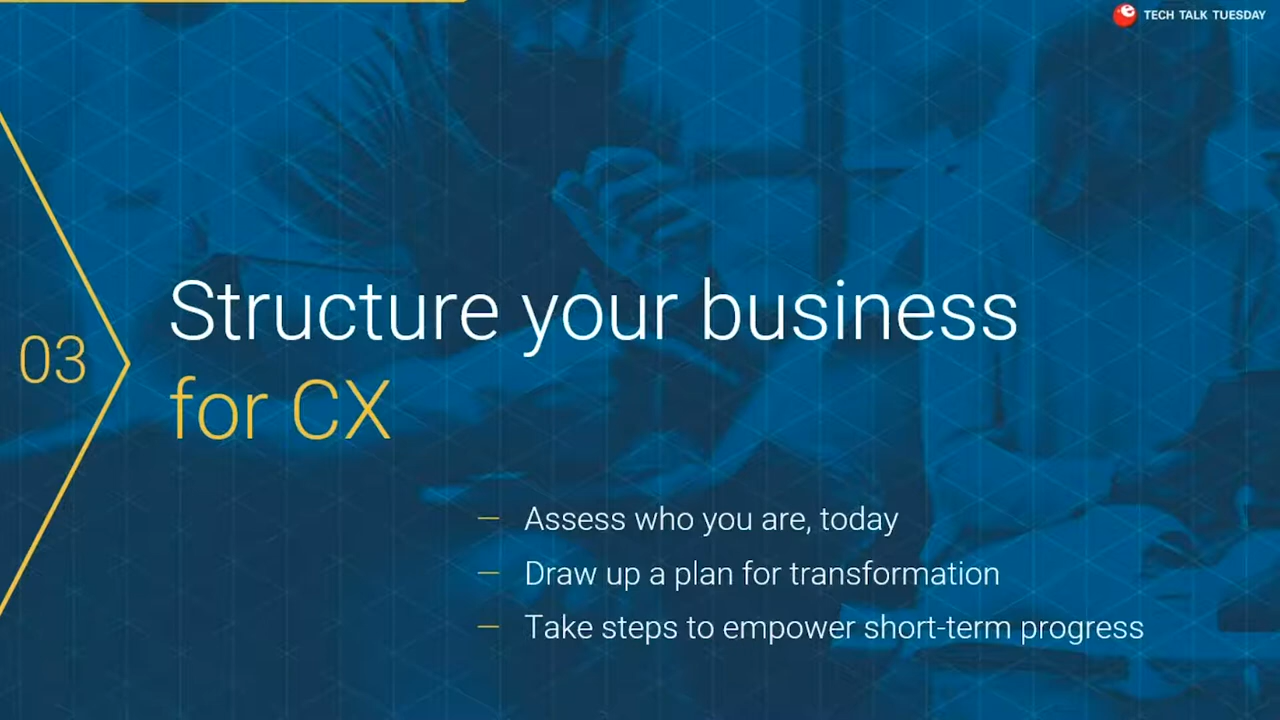 e TECH TALK TUESDAY
03
Structure your business
for CX
— Assess who you are, today
— Draw up a plan for transformation
— Take steps to empower short-term progress